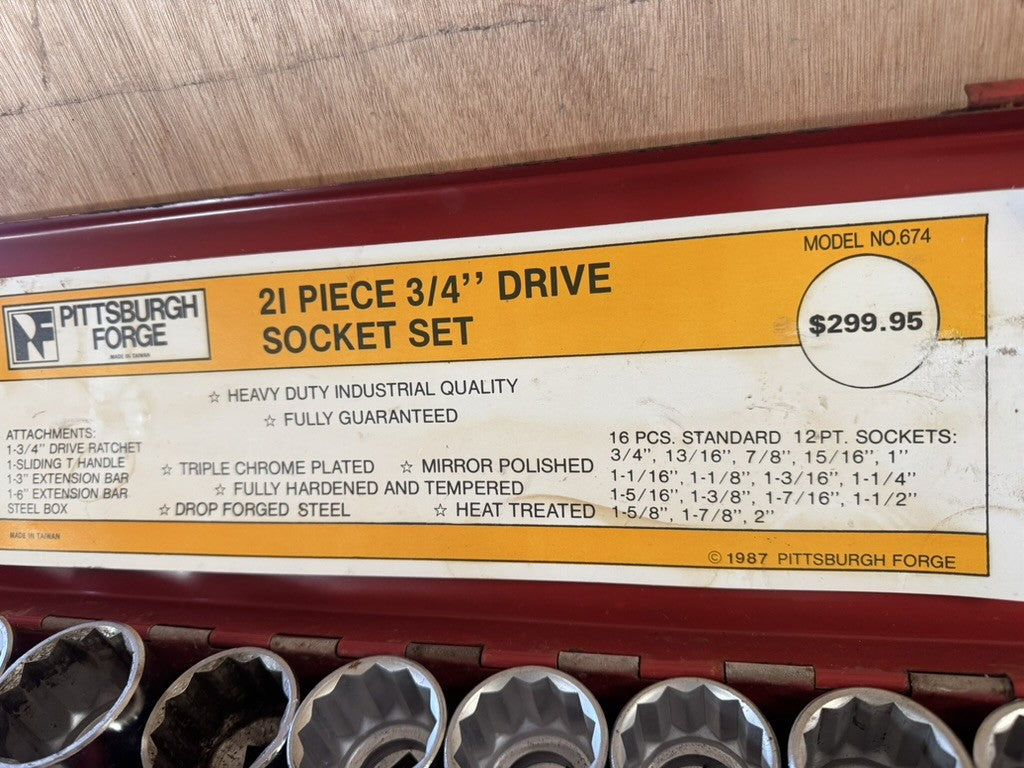 MODEL NO.674
PITTSBURGH
FORGE
MADE IN TAIWAN
21 PIECE 3/4'' DRIVE
SOCKET SET
$299.95
☆ HEAVY DUTY INDUSTRIAL QUALITY
☆ FULLY GUARANTEED
ATTACHMENTS:
1-3/4'' DRIVE RATCHET
1-SLIDING T HANDLE
1-3'' EXTENSION BAR
1-6'' EXTENSION BAR
STEEL BOX
☆ TRIPLE CHROME PLATED ☆ MIRROR POLISHED
☆ FULLY HARDENED AND TEMPERED
☆ DROP FORGED STEEL ☆ HEAT TREATED
16 PCS. STANDARD 12PT. SOCKETS:
3/4'', 13/16'', 7/8'', 15/16'', 1''
1-1/16'', 1-1/8'', 1-3/16'', 1-1/4''
1-5/16'', 1-3/8'', 1-7/16'', 1-1/2''
1-5/8'', 1-7/8'', 2''
MADE IN TAIWAN
© 1987 PITTSBURGH FORGE